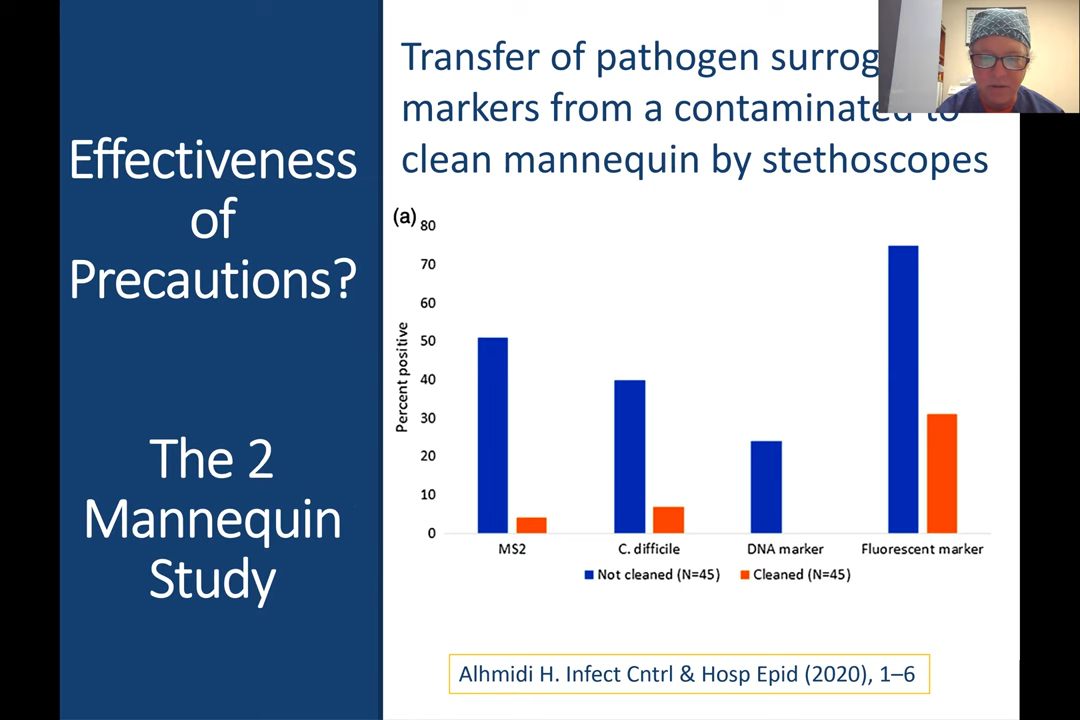 Effectiveness
of
Precautions?
The 2
Mannequin
Study
Transfer of pathogen
markers from a contaminated to
clean mannequin by stethoscopes
(a)
80
70
60
50
40
30
20
10
0
Percent positive
MS2
C. difficile
DNA marker
Fluorescent marker
Not cleaned (N=45)
Cleaned (N=45)
Alhmidi H. Infect Cntrl & Hosp Epid (2020), 1–6